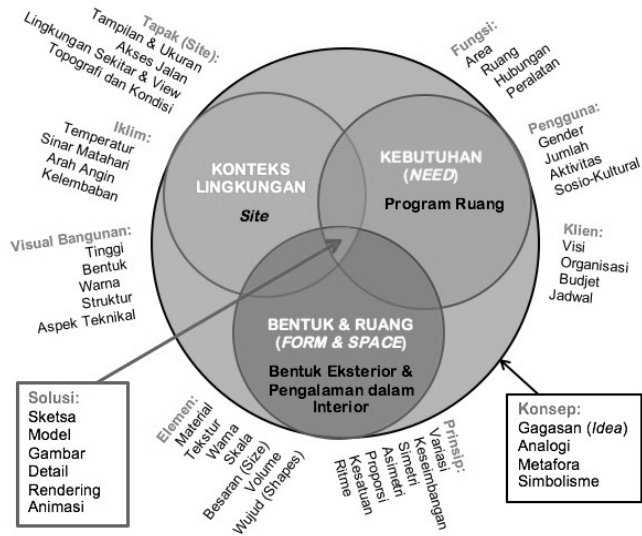 Tapak (Site):
Tampilan & Ukuran
Akses Jalan
Lingkungan Sekitar & View
Topografi dan Kondisi
Iklim:
Temperatur
Sinar Matahari
Arah Angin
Kelembaban
Visual Bangunan:
Tinggi
Bentuk
Warna
Struktur
Aspek Teknikal
Fungsi:
Area
Ruang
Hubungan
Peralatan
Pengguna:
Gender
Jumlah
Aktivitas
Sosio-Kultural
Klien:
Visi
Organisasi
Budjet
Jadwal
KONTEKS
LINGKUNGAN
Site
KEBUTUHAN
(NEED)
Program Ruang
BENTUK & RUANG
(FORM & SPACE)
Bentuk Eksterior &
Pengalaman dalam
Interior
Solusi:
Sketsa
Model
Gambar
Detail
Rendering
Animasi
Elemen:
Material
Tekstur
Warna
Skala
Besaran (Size)
Volume
Wujud (Shapes)
Prinsip:
Variasi
Keseimbangan
Simetri
Asimetri
Proporsi
Kesatuan
Ritme
Konsep:
Gagasan (Idea)
Analogi
Metafora
Simbolisme